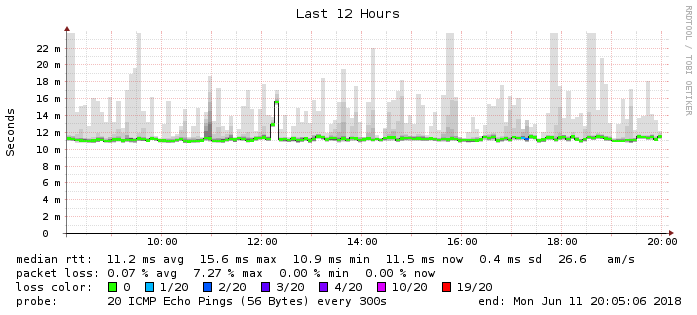 Last 12 Hours
RRDTOOL / TOBI OETIKER
Seconds
22 m
20 m
18 m
16 m
14 m
12 m
10 m
8 m
6 m
4 m
2 m
0
10:00 12:00 14:00 16:00 18:00 20:00
median rtt: 11.2 ms avg 15.6 ms max 10.9 ms min 11.5 ms now 0.4 ms sd 26.6 am/s
packet loss: 0.07 % avg 7.27 % max 0.00 % min 0.00 % now
loss color: 0 1/20 2/20 3/20 4/20 10/20 19/20
probe: 20 ICMP Echo Pings (56 Bytes) every 300s end: Mon Jun 11 20:05:06 2018